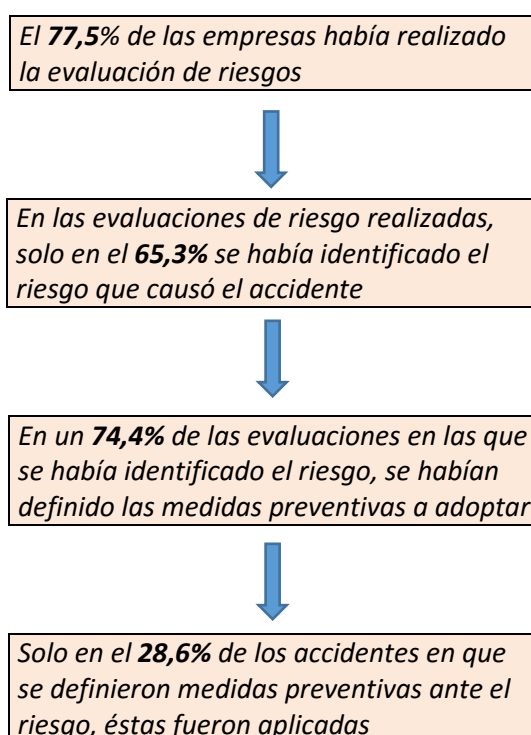 El 77,5% de las empresas había realizado
la evaluación de riesgos
En las evaluaciones de riesgo realizadas,
solo en el 65,3% se había identificado el
riesgo que causó el accidente
En un 74,4% de las evaluaciones en las que
se había identificado el riesgo, se habían
definido las medidas preventivas a adoptar
Solo en el 28,6% de los accidentes en que
se definieron medidas preventivas ante el
riesgo, éstas fueron aplicadas